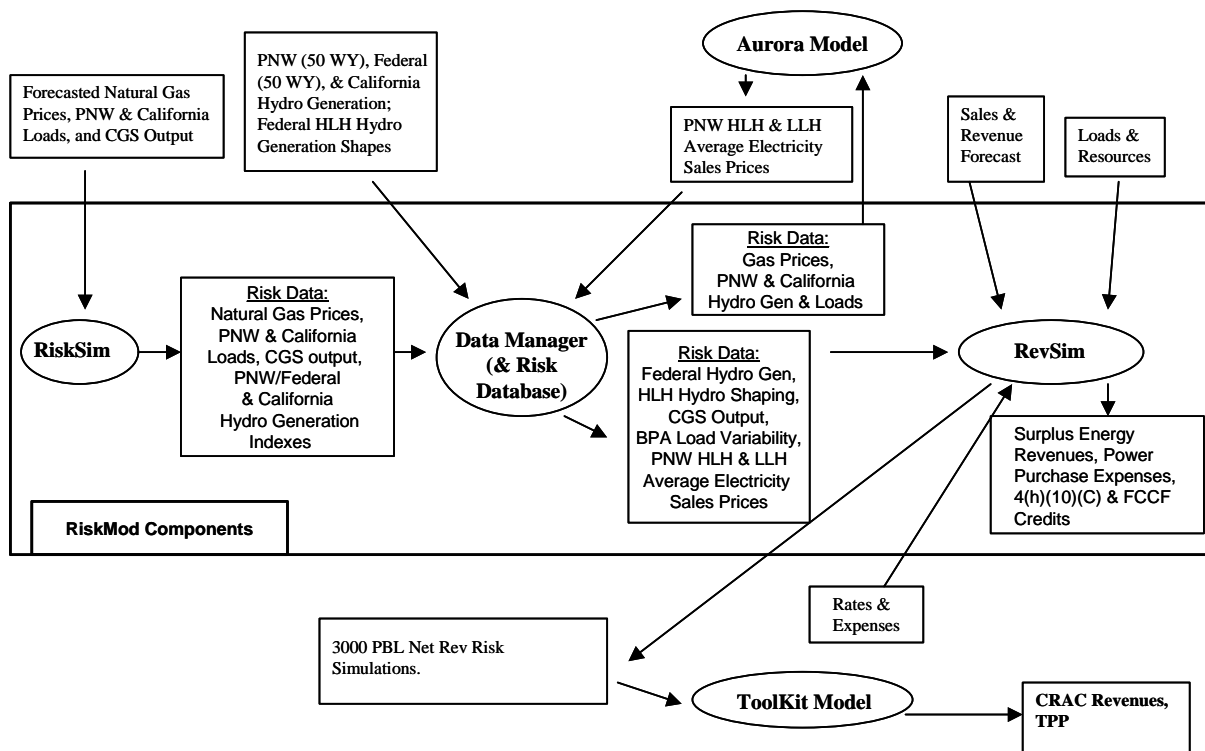 Aurora Model
PNW (50 WY), Federal
(50 WY), & California
Hydro Generation;
Federal HLH Hydro
Generation Shapes
Forecasted Natural Gas
Prices, PNW & California
Loads, and CGS Output
PNW HLH & LLH
Average Electricity
Sales Prices
Sales &
Revenue
Forecast
Loads &
Resources
Risk Data:
Gas Prices,
PNW & California
Hydro Gen & Loads
RiskSim
Risk Data:
Natural Gas Prices,
PNW & California
Loads, CGS output,
PNW/Federal
& California
Hydro Generation
Indexes
Data Manager
(& Risk
Database)
Risk Data:
Federal Hydro Gen,
HLH Hydro Shaping,
CGS Output,
BPA Load Variability,
PNW HLH & LLH
Average Electricity
Sales Prices
RevSim
Surplus Energy
Revenues, Power
Purchase Expenses,
4(h)(10)(C) & FCCF
Credits
RiskMod Components
Rates &
Expenses
3000 PBL Net Rev Risk
Simulations.
ToolKit Model
CRAC Revenues,
TPP